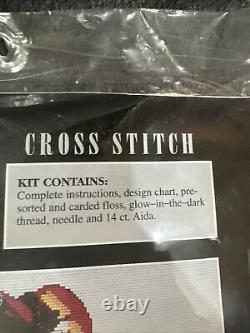 CROSS STITCH
KIT CONTAINS:
Complete instructions, design chart, pre-
sorted and carded floss, glow-in-the-dark
thread, needle and 14 ct. Aida.
ebay